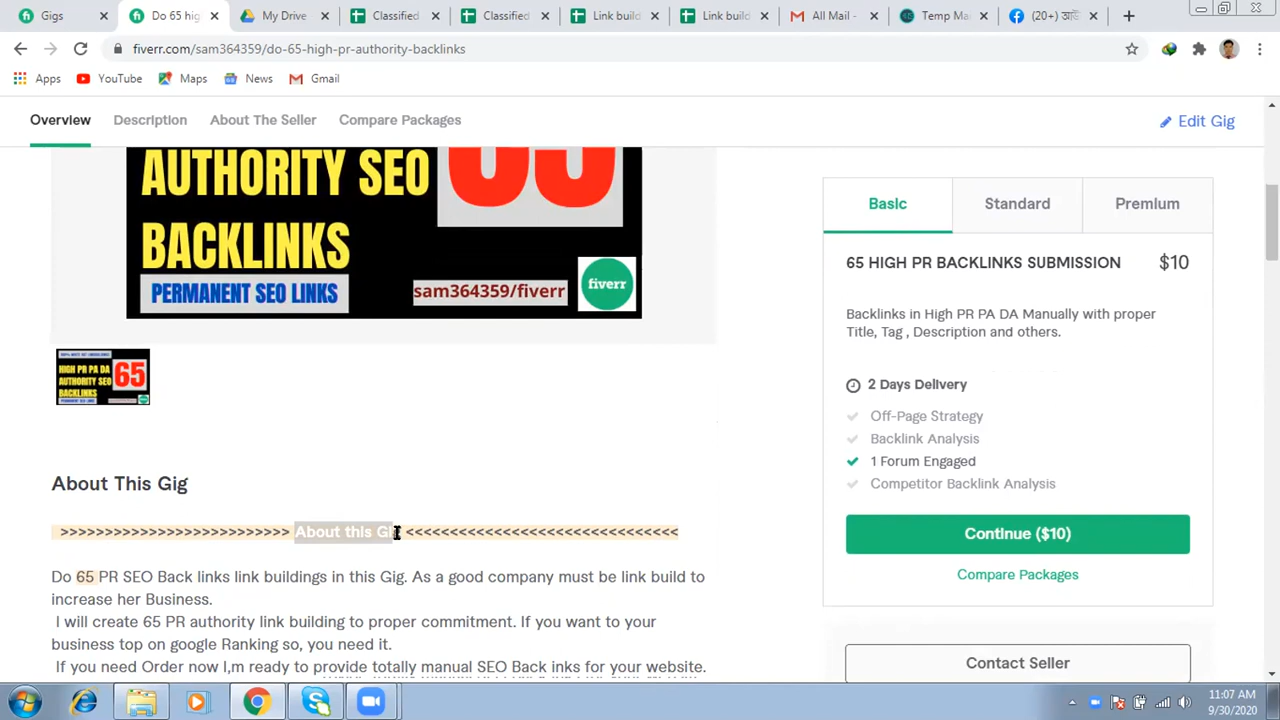 Gigs
Do 65 hig
My Drive
Classified
Classified
Link build
Link build
All Mail -
Temp Ma
fiverr.com/sam364359/do-65-high-pr-authority-backlinks
Apps
YouTube
Maps
News
Gmail
Overview
Description
About The Seller
Compare Packages
Edit Gig
AUTHORITY SEO
BACKLINKS
PERMANENT SEO LINKS
sam364359/fiverr
fiverr
HIGH PR PA DA
AUTHORITY SEO
BACKLINKS
65
About This Gig
>>>>>>>>>>>>>>>>>>>>>>>>>> About this Gig <<<<<<<<<<<<<<<<<<<<<<<<<<<<<<
Do 65 PR SEO Back links link buildings in this Gig. As a good company must be link build to
increase her Business.
I will create 65 PR authority link building to proper commitment. If you want to your
business top on google Ranking so, you need it.
If you need Order now I,m ready to provide totally manual SEO Back inks for your website.
Basic
Standard
Premium
65 HIGH PR BACKLINKS SUBMISSION
$10
Backlinks in High PR PA DA Manually with proper
Title, Tag , Description and others.
2 Days Delivery
Off-Page Strategy
Backlink Analysis
1 Forum Engaged
Competitor Backlink Analysis
Continue ($10)
Compare Packages
Contact Seller
11:07 AM
9/30/2020